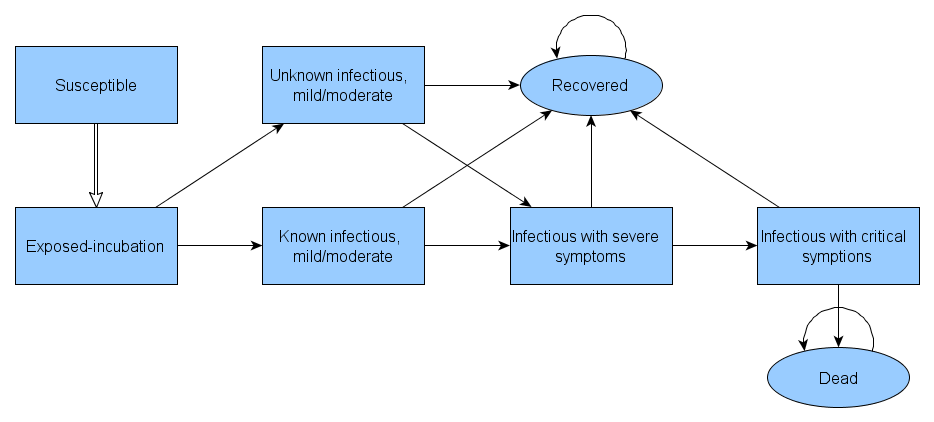 Susceptible
Unknown infectious,
mild/moderate
Recovered
Exposed-incubation
Known infectious,
mild/moderate
Infectious with severe
symptoms
Infectious with critical
symptions
Dead